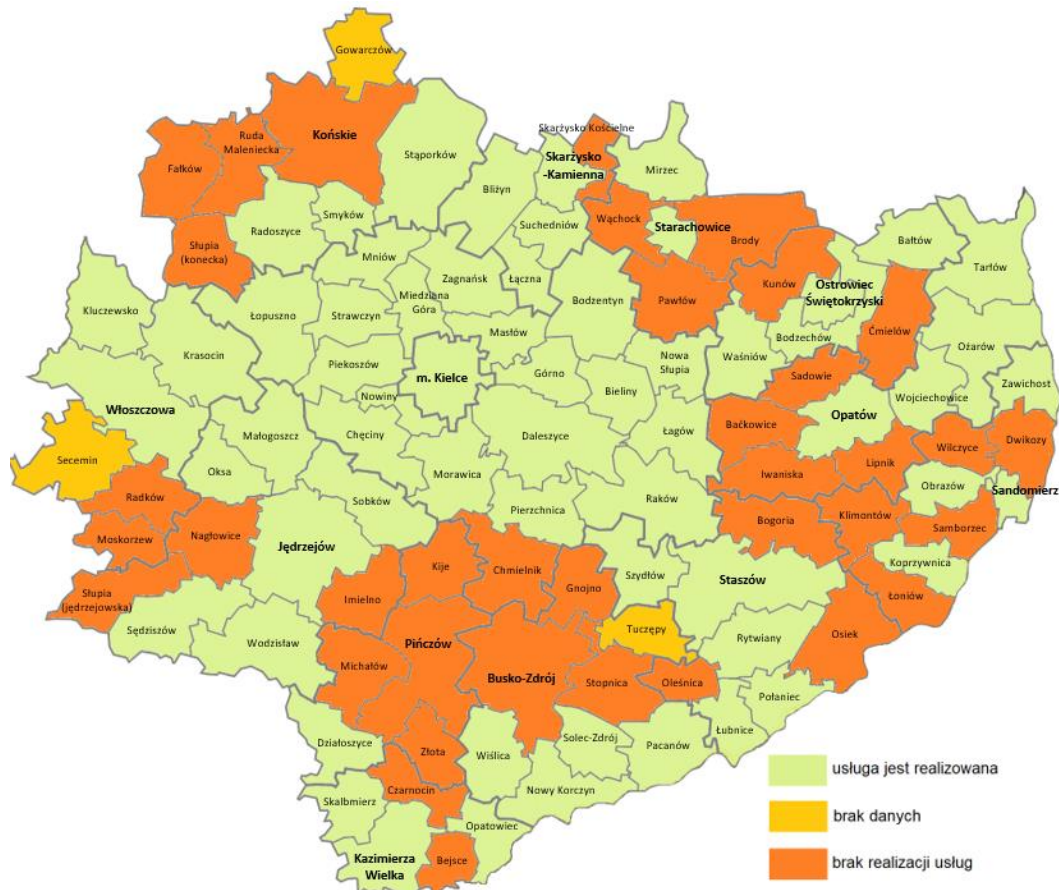 Gowarczów
Końskie
Ruda
Maleniecka
Fałków
Stąporków
Skarżysko Kościelne
Skarżysko
-Kamienna
Mirzec
Bliżyn
Smyków
Radoszyce
Słupia
(konecka)
Suchedniów
Wąchock
Starachowice
Brody
Bałtów
Tarłów
Mniów
Zagnańsk
Łączna
Miedziana
Góra
Bodzentyn
Pawłów
Kunów
Ostrowiec
Świętokrzyski
Kluczewsko
Łopuszno
Strawczyn
Masłów
Bodzechów
Ćmielów
Krasocin
Piekoszów
m. Kielce
Górno
Nowa
Słupia
Waśniów
Sadowie
Ożarów
Bieliny
Wojciechowice
Zawichost
Nowiny
Włoszczowa
Małogoszcz
Chęciny
Daleszyce
Łagów
Baćkowice
Opatów
Secemin
Oksa
Morawica
Iwaniska
Lipnik
Wilczyce
Dwikozy
Radków
Sobków
Pierzchnica
Raków
Obrazów
Sandomierz
Moskorzew
Nagłowice
Jędrzejów
Bogoria
Klimontów
Samborzec
Kije
Chmielnik
Gnojno
Szydłów
Staszów
Koprzywnica
Słupia
(jędrzejowska)
Imielno
Łoniów
Sędziszów
Wodzisław
Pińczów
Tuczępy
Rytwiany
Osiek
Michałów
Busko-Zdrój
Stopnica
Oleśnica
Połaniec
Działoszyce
Złota
Wiślica
Solec-Zdrój
Pacanów
Łubnice
Czarnocin
Skalbmierz
Nowy Korczyn
Opatowiec
Kazimierza
Wielka
Bejsce
usługa jest realizowana
brak danych
brak realizacji usług